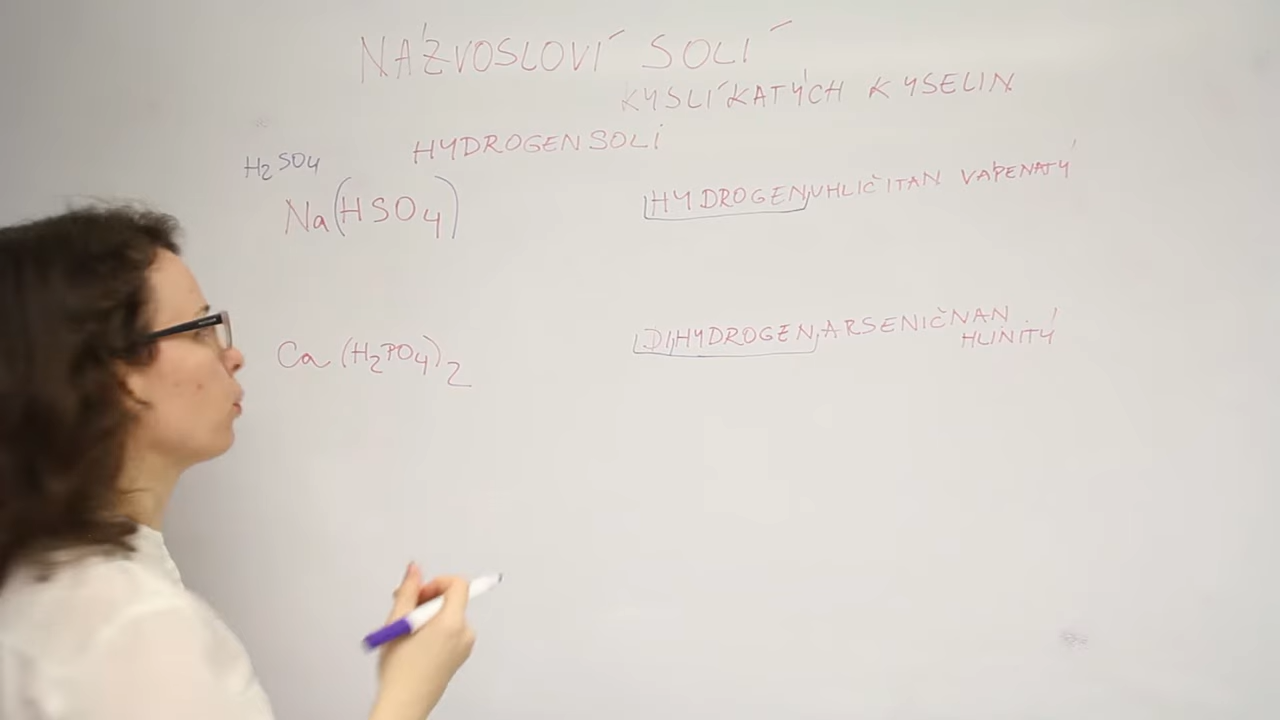 NÁZVOSLOVÍ SOLÍ
KYSLÍKATÝCH KYSELIN
HYDROGENSOLI
H2SO4
Na(HSO4)
HYDROGENUHLIČITAN VÁPENATÝ
Ca(H2PO4)2
DIHYDROGENARSENIČNAN
HLINITÝ